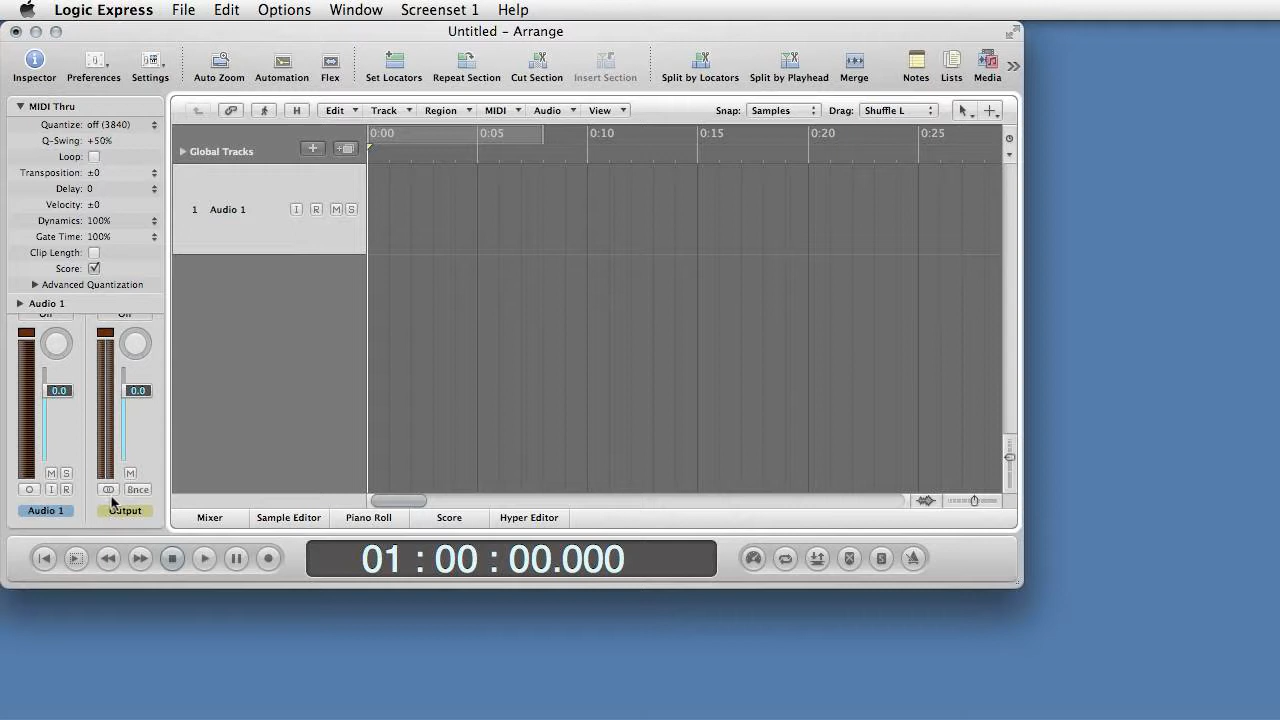 Logic Express File Edit Options Window Screenset 1 Help
Untitled – Arrange
Inspector Preferences Settings Auto Zoom Automation Flex Set Locators Repeat Section Cut Section Insert Section Split by Locators Split by Playhead Merge Notes Lists Media
MIDI Thru
H Edit Track Region MIDI Audio View Snap: Samples Drag: Shuffle L
Quantize: off (3840)
Q-Swing: +50%
Loop:
Transposition: ±0
Delay: 0
Velocity: ±0
Dynamics: 100%
Gate Time: 100%
Clip Length:
Score:
Advanced Quantization
Audio 1
0:00 0:05 0:10 0:15 0:20 0:25
Global Tracks
1 Audio 1 I R M S
0.0 0.0
M S M
I R Bnce
Audio 1 Output
Mixer Sample Editor Piano Roll Score Hyper Editor
01 : 00 : 00.000